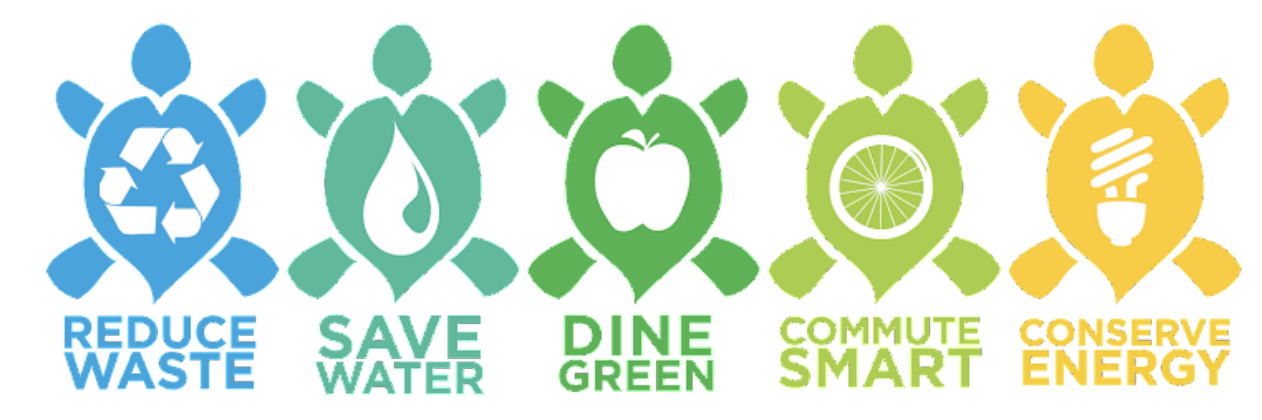 REDUCE
WASTE
SAVE
WATER
DINE
GREEN
COMMUTE
SMART
CONSERVE
ENERGY